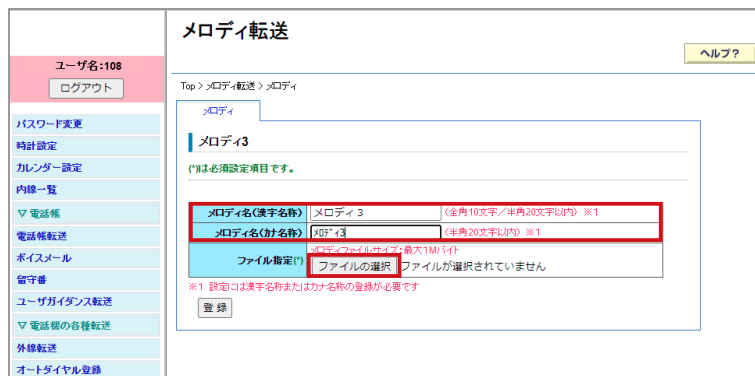 メロディ転送
ヘルプ?
ユーザ名:108
ログアウト
Top > メロディ転送 > メロディ
メロディ
パスワード変更
時計設定
カレンダー設定
内線一覧
▽ 電話帳
電話帳転送
ボイスメール
留守番
ユーザガイダンス転送
▽ 電話機の各種転送
外線転送
オートダイヤル登録
メロディ3
(*)は必須設定項目です。
メロディ名(漢字名称) メロディ3 (全角10文字/半角20文字以内) ※1
メロディ名(カナ名称) ﾒﾛﾃﾞｨ3 (半角20文字以内) ※1
メロディファイルサイズ:最大1Mバイト
ファイル指定(*) ファイルの選択 ファイルが選択されていません
※1 設定には漢字名称またはカナ名称の登録が必要です
登録